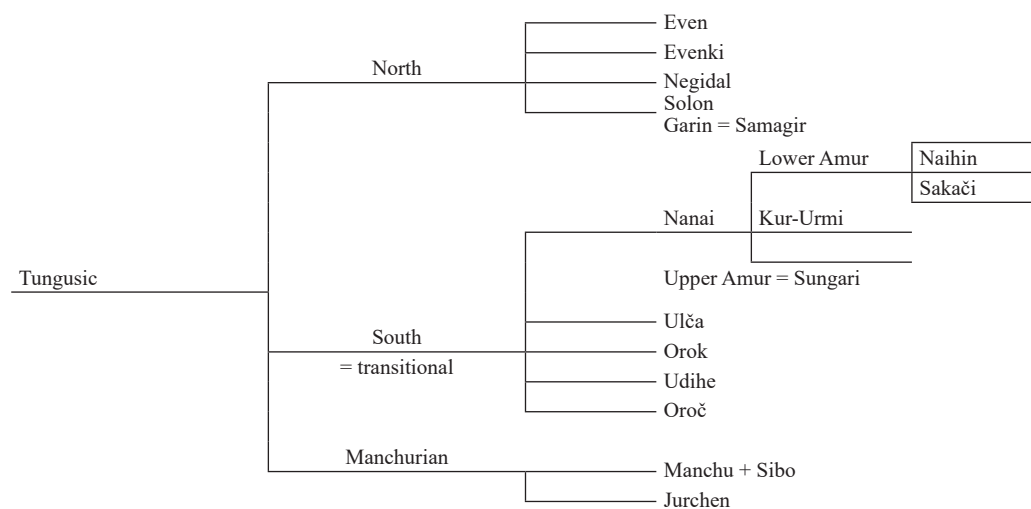 Even
Evenki
North
Negidal
Solon
Garin = Samagir
Lower Amur
Naihin
Sakači
Nanai
Kur-Urmi
Tungusic
Upper Amur = Sungari
Ulča
South
Orok
= transitional
Udihe
Oroč
Manchurian
Manchu + Sibo
Jurchen